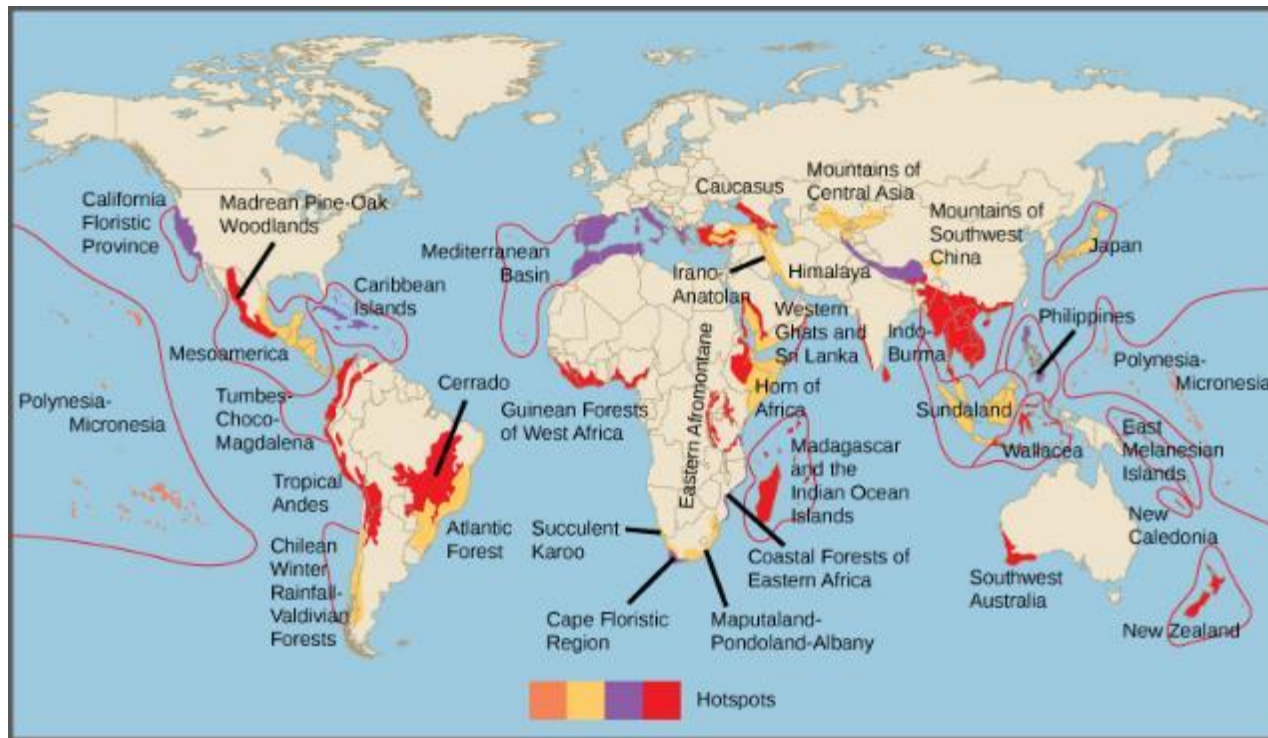 California
Floristic
Province
Madrean Pine-Oak
Woodlands
Caribbean
Islands
Mesoamerica
Polynesia-
Micronesia
Tumbes-
Choco-
Magdalena
Tropical
Andes
Chilean
Winter
Rainfall-
Valdivian
Forests
Cerrado
Atlantic
Forest
Mediterranean
Basin
Guinean Forests
of West Africa
Caucasus
Irano-
Anatolan
Mountains of
Central Asia
Himalaya
Mountains of
Southwest
China
Japan
Western
Ghats and
Sri Lanka
Indo-
Burma
Philippines
Polynesia-
Micronesia
Horn of
Africa
Eastern Afromontane
Sundaland
Wallacea
East
Melanesian
Islands
Madagascar
and the
Indian Ocean
Islands
New
Caledonia
Succulent
Karoo
Coastal Forests of
Eastern Africa
Cape Floristic
Region
Maputaland-
Pondoland-Albany
Southwest
Australia
New Zealand
Hotspots